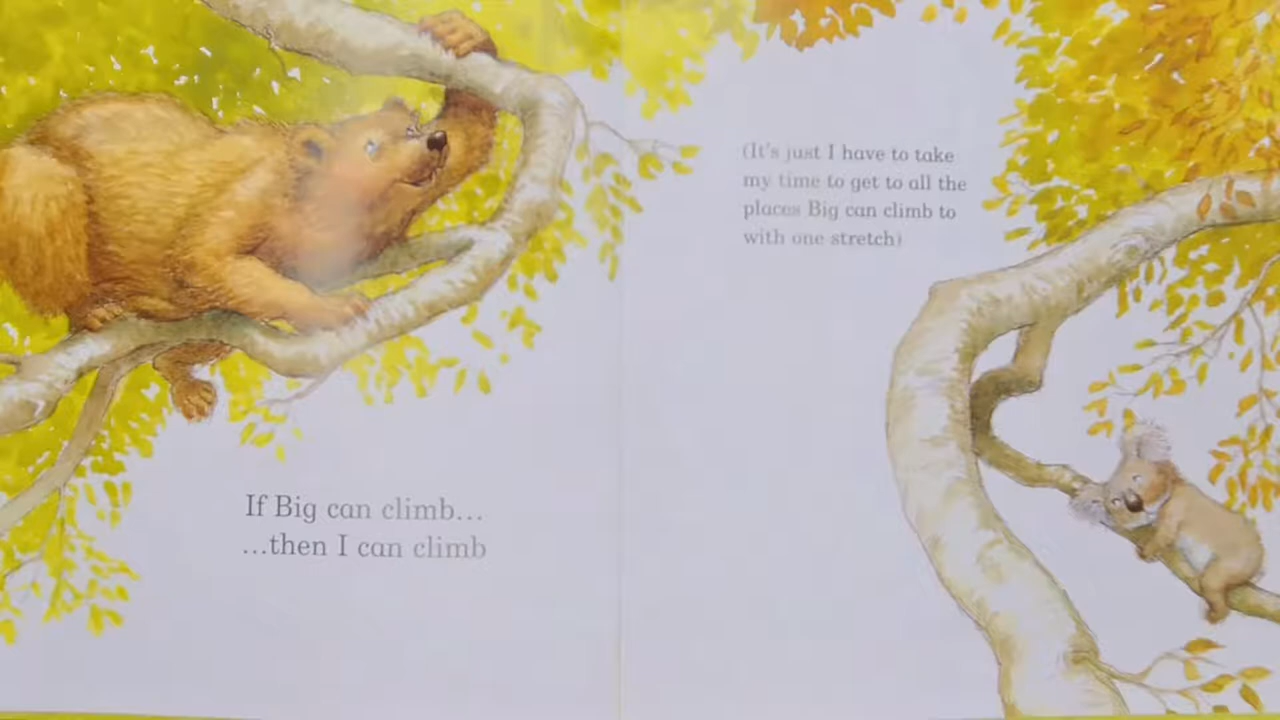 If Big can climb...
...then I can climb
(It's just I have to take
my time to get to all the
places Big can climb to
with one stretch)